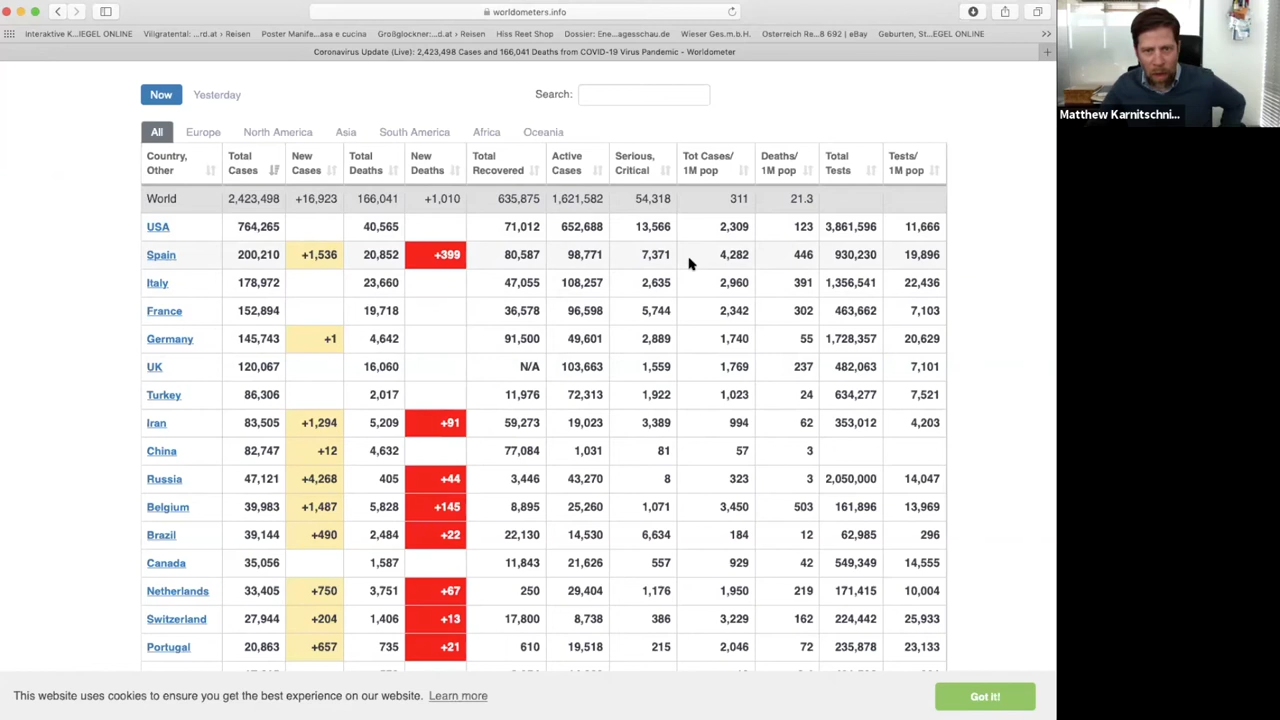 worldometers.info
Interaktive K...IEGEL ONLINE Villgratental: ...rd.at › Reisen Poster Manife...asa e cucina Großglockner:...d.at › Reisen Dossier: Ene...agesschau.de Wieser Ges.m.b.H. Hiss Reet Shop Österreich Ro...8 692 | eBay Geburten, St...EGEL ONLINE >>
Coronavirus Update (Live): 2,423,498 Cases and 166,041 Deaths from COVID-19 Virus Pandemic - Worldometer
Matthew Karnitschni...
Now Yesterday Search:
All Europe North America Asia South America Africa Oceania
Country, Other Total Cases New Cases Total Deaths New Deaths Total Recovered Active Cases Serious, Critical Tot Cases/ 1M pop Deaths/ 1M pop Total Tests Tests/ 1M pop
World 2,423,498 +16,923 166,041 +1,010 635,875 1,621,582 54,318 311 21.3
USA 764,265 40,565 71,012 652,688 13,566 2,309 123 3,861,596 11,666
Spain 200,210 +1,536 20,852 +399 80,587 98,771 7,371 4,282 446 930,230 19,896
Italy 178,972 23,660 47,055 108,257 2,635 2,960 391 1,356,541 22,436
France 152,894 19,718 36,578 96,598 5,744 2,342 302 463,662 7,103
Germany 145,743 +1 4,642 91,500 49,601 2,889 1,740 55 1,728,357 20,629
UK 120,067 16,060 N/A 103,663 1,559 1,769 237 482,063 7,101
Turkey 86,306 2,017 11,976 72,313 1,922 1,023 24 634,277 7,521
Iran 83,505 +1,294 5,209 +91 59,273 19,023 3,389 994 62 353,012 4,203
China 82,747 +12 4,632 77,084 1,031 81 57 3
Russia 47,121 +4,268 405 +44 3,446 43,270 8 323 3 2,050,000 14,047
Belgium 39,983 +1,487 5,828 +145 8,895 25,260 1,071 3,450 503 161,896 13,969
Brazil 39,144 +490 2,484 +22 22,130 14,530 6,634 184 12 62,985 296
Canada 35,056 1,587 11,843 21,626 557 929 42 549,349 14,555
Netherlands 33,405 +750 3,751 +67 250 29,404 1,176 1,950 219 171,415 10,004
Switzerland 27,944 +204 1,406 +13 17,800 8,738 386 3,229 162 224,442 25,933
Portugal 20,863 +657 735 +21 610 19,518 215 2,046 72 235,878 23,133
This website uses cookies to ensure you get the best experience on our website. Learn more Got it!